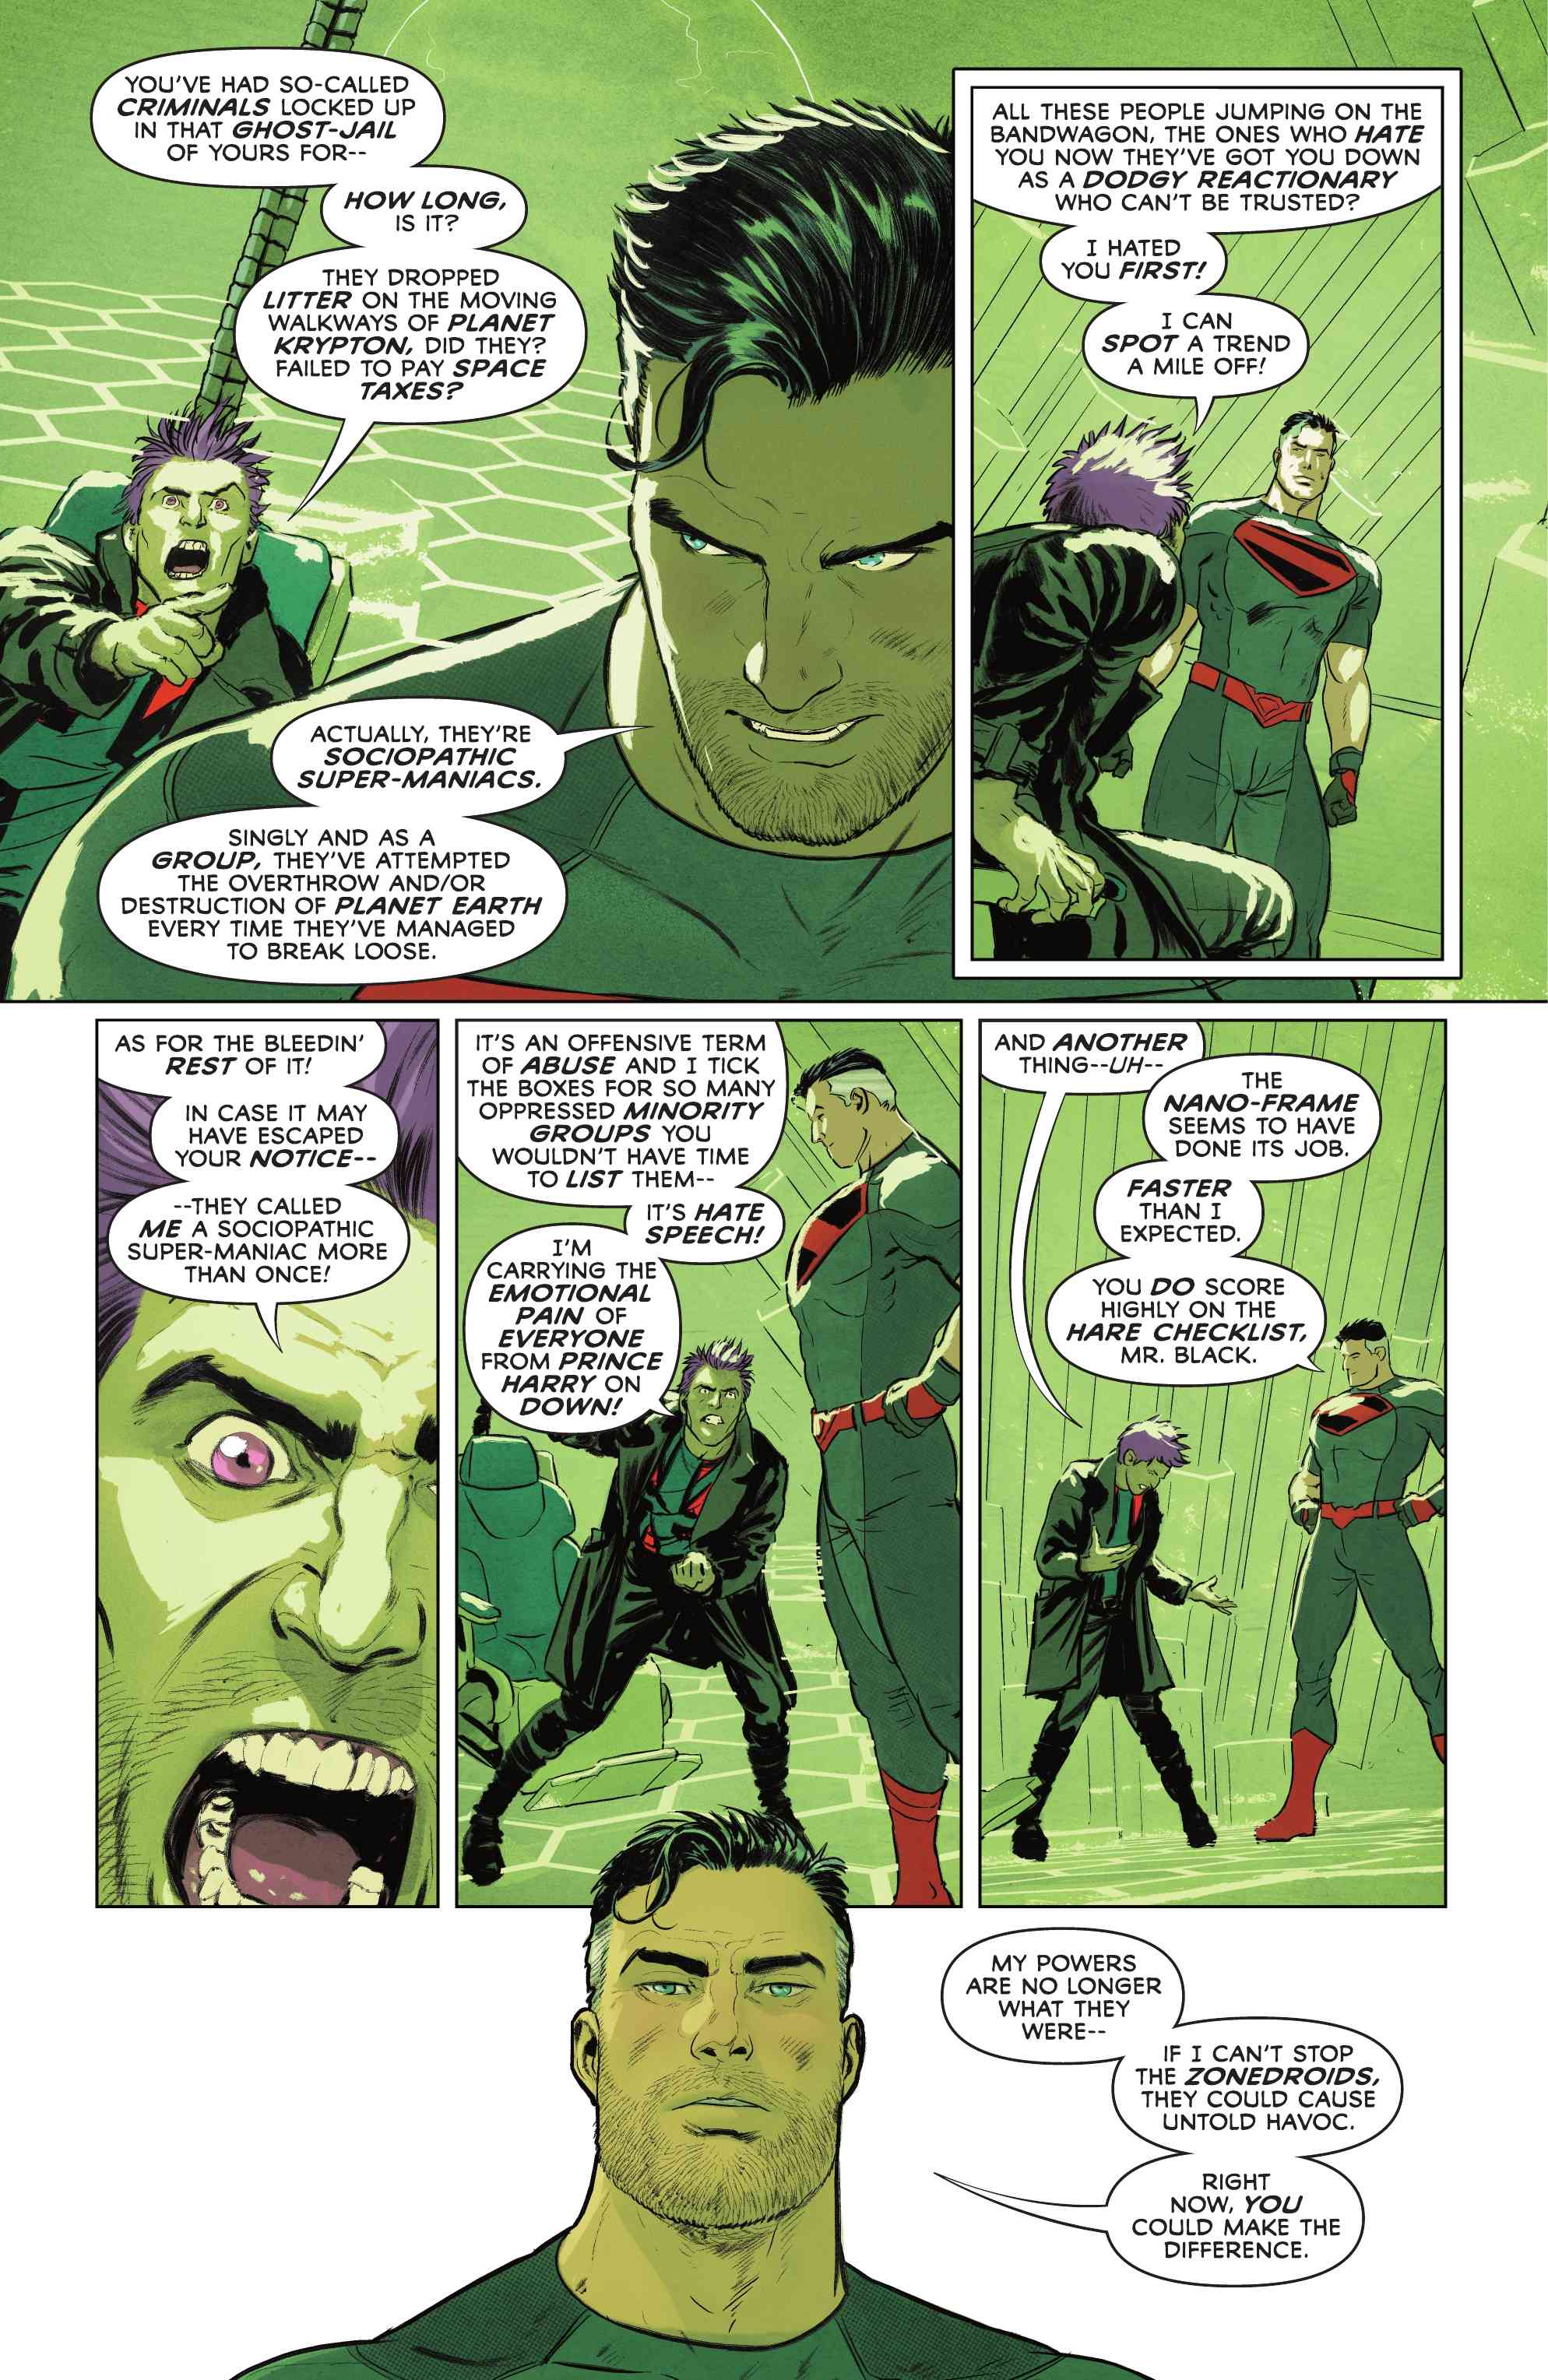 YOU'VE HAD SO-CALLED
CRIMINALS LOCKED UP
IN THAT GHOST-JAIL
OF YOURS FOR--
HOW LONG,
IS IT?
THEY DROPPED
LITTER ON THE MOVING
WALKWAYS OF PLANET
KRYPTON, DID THEY?
FAILED TO PAY SPACE
TAXES?
ACTUALLY, THEY'RE
SOCIOPATHIC
SUPER-MANIACS.
SINGLY AND AS A
GROUP, THEY'VE ATTEMPTED
THE OVERTHROW AND/OR
DESTRUCTION OF PLANET EARTH
EVERY TIME THEY'VE MANAGED
TO BREAK LOOSE.
ALL THESE PEOPLE JUMPING ON THE
BANDWAGON, THE ONES WHO HATE
YOU NOW THEY'VE GOT YOU DOWN
AS A DODGY REACTIONARY
WHO CAN'T BE TRUSTED?
I HATED
YOU FIRST!
I CAN
SPOT A TREND
A MILE OFF!
AS FOR THE BLEEDIN'
REST OF IT!
IN CASE IT MAY
HAVE ESCAPED
YOUR NOTICE--
--THEY CALLED
ME A SOCIOPATHIC
SUPER-MANIAC MORE
THAN ONCE!
IT'S AN OFFENSIVE TERM
OF ABUSE AND I TICK
THE BOXES FOR SO MANY
OPPRESSED MINORITY
GROUPS YOU
WOULDN'T HAVE TIME
TO LIST THEM--
IT'S HATE
SPEECH!
I'M
CARRYING THE
EMOTIONAL
PAIN OF
EVERYONE
FROM PRINCE
HARRY ON
DOWN!
AND ANOTHER
THING--UH--
THE
NANO-FRAME
SEEMS TO HAVE
DONE ITS JOB.
FASTER
THAN I
EXPECTED.
YOU DO SCORE
HIGHLY ON THE
HARE CHECKLIST,
MR. BLACK.
MY POWERS
ARE NO LONGER
WHAT THEY
WERE--
IF I CAN'T STOP
THE ZONEDROIDS,
THEY COULD CAUSE
UNTOLD HAVOC.
RIGHT
NOW, YOU
COULD MAKE THE
DIFFERENCE.